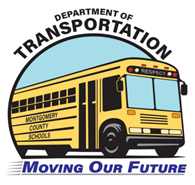 DEPARTMENT OF
TRANSPORTATION
RESPECT
MONTGOMERY
COUNTY
SCHOOLS
MOVING OUR FUTURE